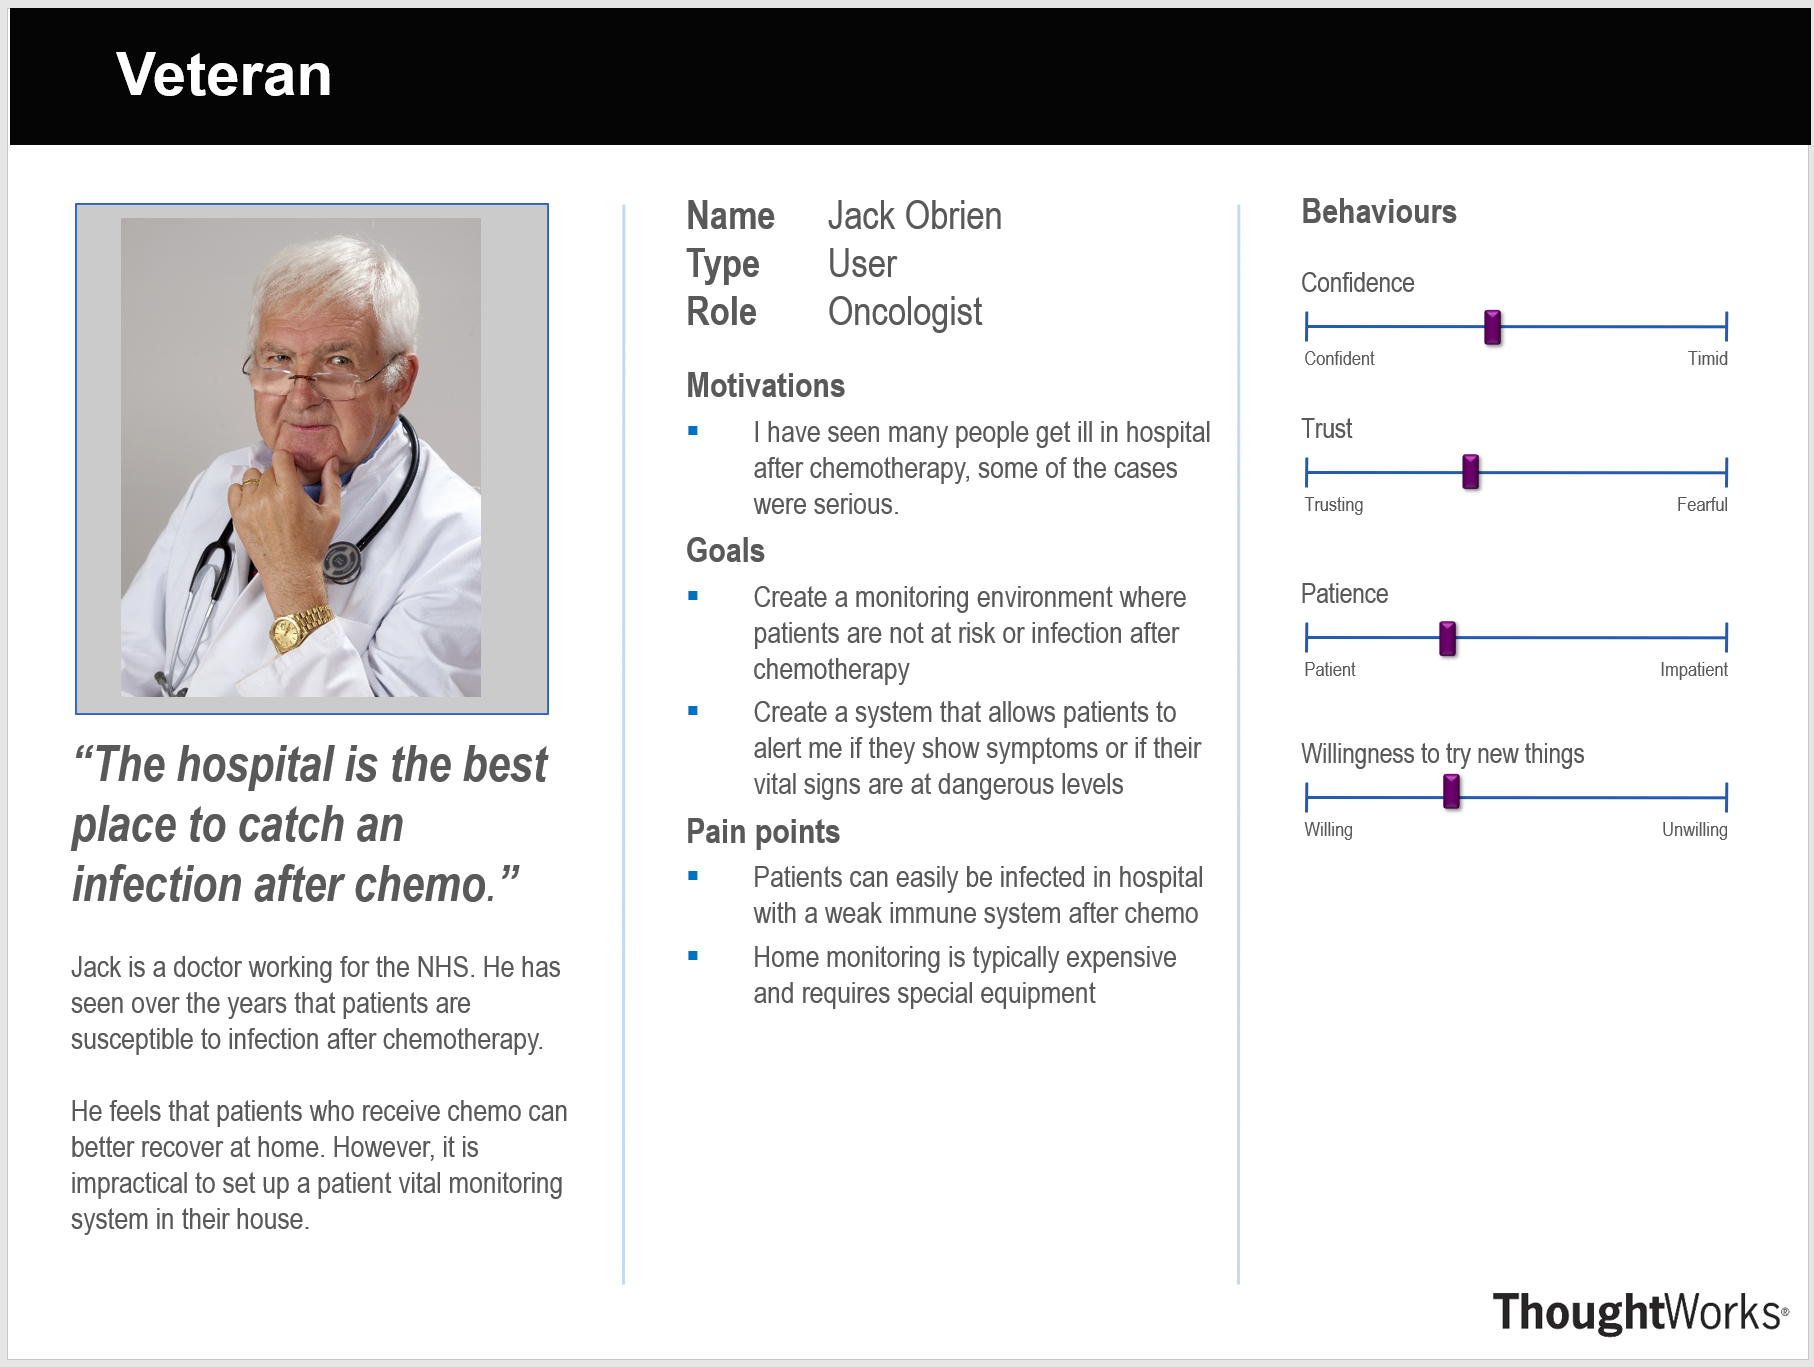 Veteran
“The hospital is the best
place to catch an
infection after chemo.”
Jack is a doctor working for the NHS. He has
seen over the years that patients are
susceptible to infection after chemotherapy.
He feels that patients who receive chemo can
better recover at home. However, it is
impractical to set up a patient vital monitoring
system in their house.
Name Jack Obrien
Type User
Role Oncologist
Motivations
▪ I have seen many people get ill in hospital
after chemotherapy, some of the cases
were serious.
Goals
▪ Create a monitoring environment where
patients are not at risk or infection after
chemotherapy
▪ Create a system that allows patients to
alert me if they show symptoms or if their
vital signs are at dangerous levels
Pain points
▪ Patients can easily be infected in hospital
with a weak immune system after chemo
▪ Home monitoring is typically expensive
and requires special equipment
Behaviours
Confidence
Confident Timid
Trust
Trusting Fearful
Patience
Patient Impatient
Willingness to try new things
Willing Unwilling
ThoughtWorks®